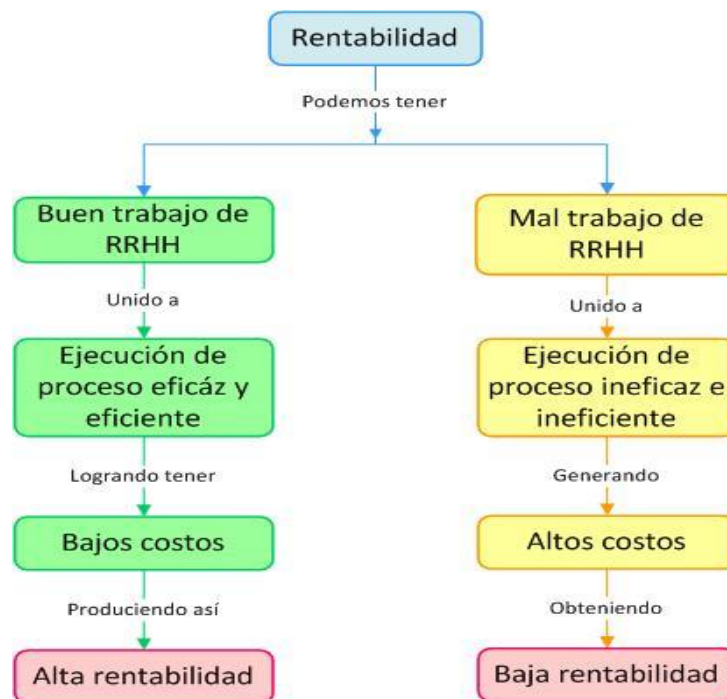 Rentabilidad
Podemos tener
Buen trabajo de
RRHH
Unido a
Ejecución de
proceso eficáz y
eficiente
Logrando tener
Bajos costos
Produciendo así
Alta rentabilidad
Mal trabajo de
RRHH
Unido a
Ejecución de
proceso ineficaz e
ineficiente
Generando
Altos costos
Obteniendo
Baja rentabilidad